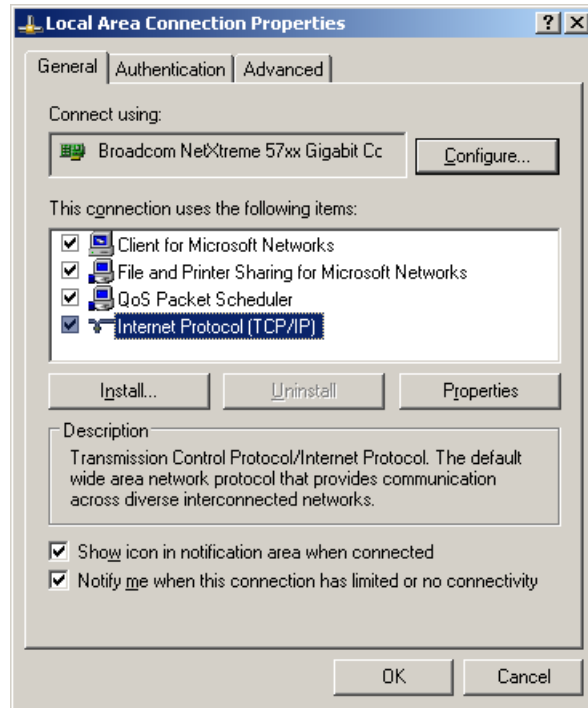 Local Area Connection Properties
General Authentication Advanced
Connect using:
Broadcom NetXtreme 57xx Gigabit Cc
Configure...
This connection uses the following items:
Client for Microsoft Networks
File and Printer Sharing for Microsoft Networks
QoS Packet Scheduler
Internet Protocol (TCP/IP)
Install... Uninstall Properties
Description
Transmission Control Protocol/Internet Protocol. The default
wide area network protocol that provides communication
across diverse interconnected networks.
Show icon in notification area when connected
Notify me when this connection has limited or no connectivity
OK Cancel